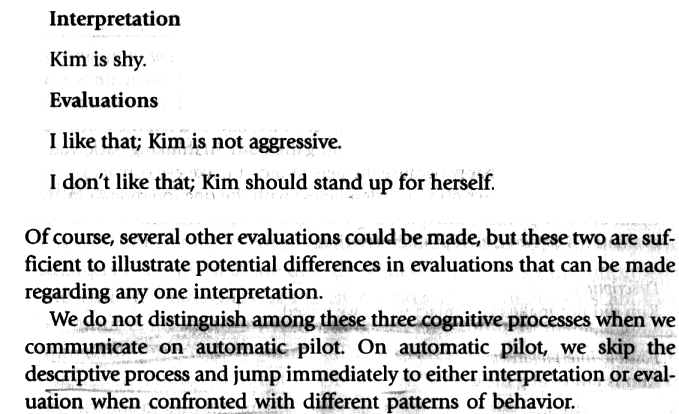 Interpretation
Kim is shy.
Evaluations
I like that; Kim is not aggressive.
I don't like that; Kim should stand up for herself.
Of course, several other evaluations could be made, but these two are suf-
ficient to illustrate potential differences in evaluations that can be made
regarding any one interpretation.
We do not distinguish among these three cognitive processes when we
communicate on automatic pilot. On automatic pilot, we skip the
descriptive process and jump immediately to either interpretation or eval-
uation when confronted with different patterns of behavior.